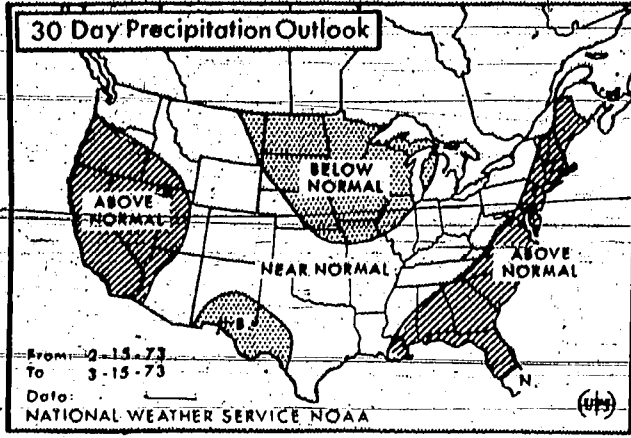 30 Day Precipitation Outlook
BELOW
NORMAL
ABOVE
NORMAL
NEAR NORMAL
ABOVE
NORMAL
B
N.
From: 2-15-73
To 3-15-73
Data:
NATIONAL WEATHER SERVICE NOAA
UPI